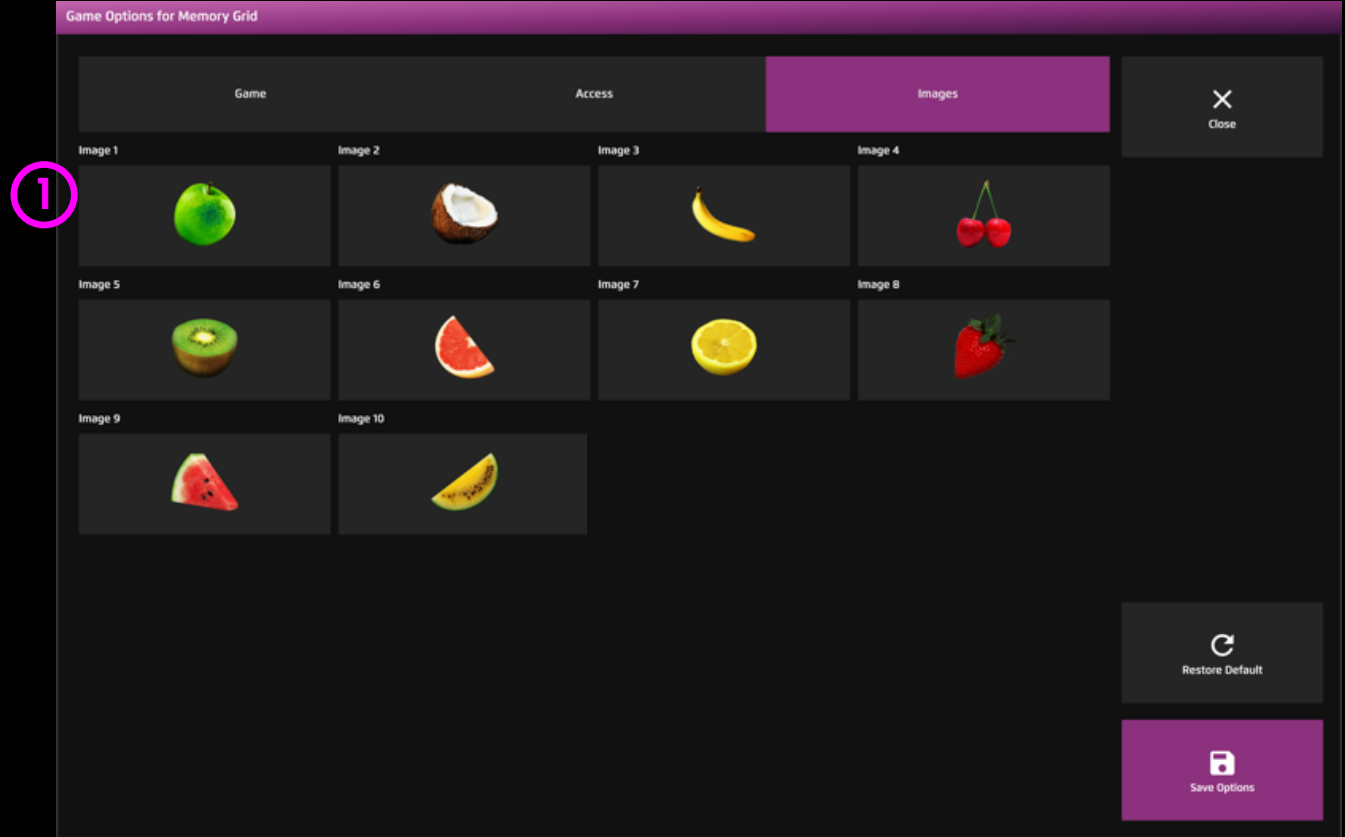 Game Options for Memory Grid
Game Access Images
Close
Image 1 Image 2 Image 3 Image 4
1
Image 5 Image 6 Image 7 Image 8
Image 9 Image 10
Restore Default
Save Options